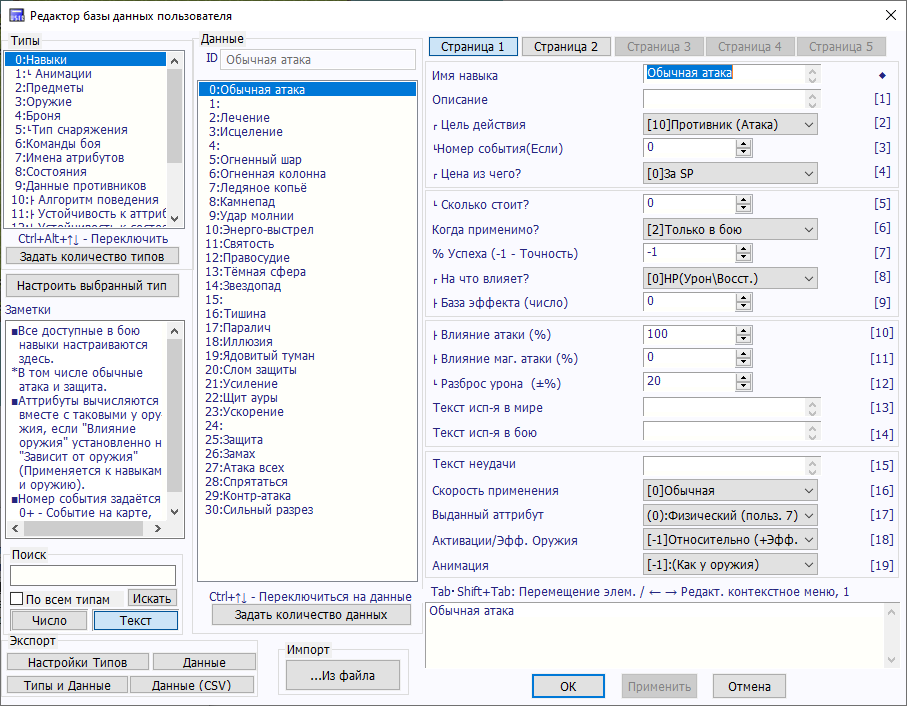 Редактор базы данных пользователя
Типы
0:Навыки
1:└ Анимации
2:Предметы
3:Оружие
4:Броня
5:└Тип снаряжения
6:Команды боя
7:Имена атрибутов
8:Состояния
9:Данные противников
10:├ Алгоритм поведения
11:├ Устойчивость к аттриб
Ctrl+Alt+↑↓ - Переключить
Задать количество типов
Настроить выбранный тип
Заметки
■Все доступные в бою
навыки настраиваются
здесь.
*В том числе обычные
атака и защита.
■Аттрибуты вычисляются
вместе с таковыми у ору
жия, если "Влияние
оружия" установленно н
"Зависит от оружия"
(Применяется к навыкам
и оружию).
■Номер события задаётся
0+ - Событие на карте,
Поиск
По всем типам
Искать
Число
Текст
Экспорт
Настройки Типов
Данные
Типы и Данные
Данные (CSV)
Данные
ID
Обычная атака
0:Обычная атака
1:
2:Лечение
3:Исцеление
4:
5:Огненный шар
6:Огненная колонна
7:Ледяное копьё
8:Камнепад
9:Удар молнии
10:Энерго-выстрел
11:Святость
12:Правосудие
13:Тёмная сфера
14:Звездопад
15:
16:Тишина
17:Паралич
18:Иллюзия
19:Ядовитый туман
20:Слом защиты
21:Усиление
22:Щит ауры
23:Ускорение
24:
25:Защита
26:Замах
27:Атака всех
28:Спрятаться
29:Контр-атака
30:Сильный разрез
Ctrl+↑↓ - Переключиться на данные
Задать количество данных
Импорт
...Из файла
Страница 1
Страница 2
Страница 3
Страница 4
Страница 5
Имя навыка
Обычная атака
◆
Описание
[1]
┌ Цель действия
[10]Противник (Атака)
[2]
└Номер события(Если)
0
[3]
┌ Цена из чего?
[0]За SP
[4]
└ Сколько стоит?
0
[5]
Когда применимо?
[2]Только в бою
[6]
% Успеха (-1 - Точность)
-1
[7]
┌ На что влияет?
[0]HP(Урон\Восст.)
[8]
├ База эффекта (число)
0
[9]
├ Влияние атаки (%)
100
[10]
├ Влияние маг. атаки (%)
0
[11]
└ Разброс урона  (±%)
20
[12]
Текст исп-я в мире
[13]
Текст исп-я в бою
[14]
Текст неудачи
[15]
Скорость применения
[0]Обычная
[16]
Выданный аттрибут
(0):Физический (польз. 7)
[17]
Активации/Эфф. Оружия
[-1]Относительно (+Эфф.
[18]
Анимация
[-1]:(Как у оружия)
[19]
Tab･Shift+Tab: Перемещение элем. / ← → Редакт. контекстное меню, 1
Обычная атака
ОК
Применить
Отмена